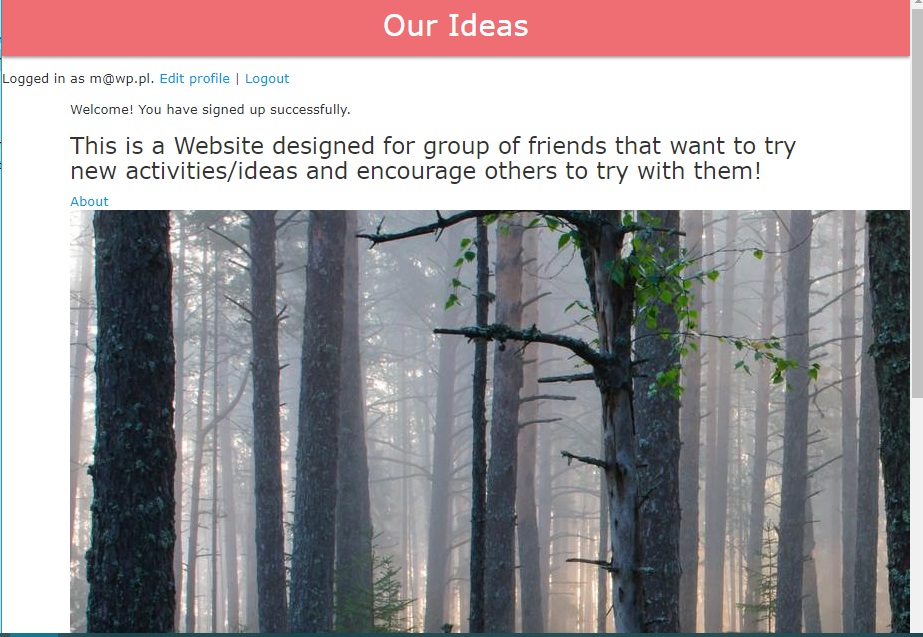 Our Ideas
Logged in as m@wp.pl. Edit profile | Logout
Welcome! You have signed up successfully.
This is a Website designed for group of friends that want to try
new activities/ideas and encourage others to try with them!
About